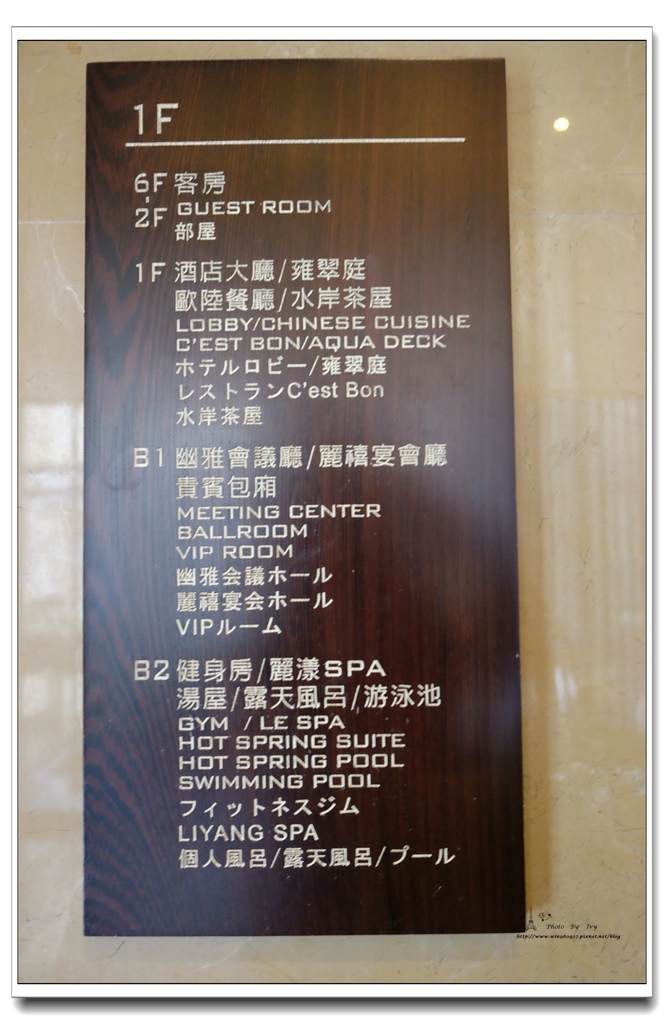 1F
6F 客房
-
2F GUEST ROOM
部屋
1F 酒店大廳/雍翠庭
歐陸餐廳/水岸茶屋
LOBBY/CHINESE CUISINE
C'EST BON/AQUA DECK
ホテルロビー/雍翠庭
レストランC'est Bon
水岸茶屋
B1 幽雅會議廳/麗禧宴會廳
貴賓包廂
MEETING CENTER
BALLROOM
VIP ROOM
幽雅会議ホール
麗禧宴会ホール
VIPルーム
B2 健身房/麗漾SPA
湯屋/露天風呂/游泳池
GYM / LE SPA
HOT SPRING SUITE
HOT SPRING POOL
SWIMMING POOL
フィットネスジム
LIYANG SPA
個人風呂/露天風呂/プール
Photo By Ivy